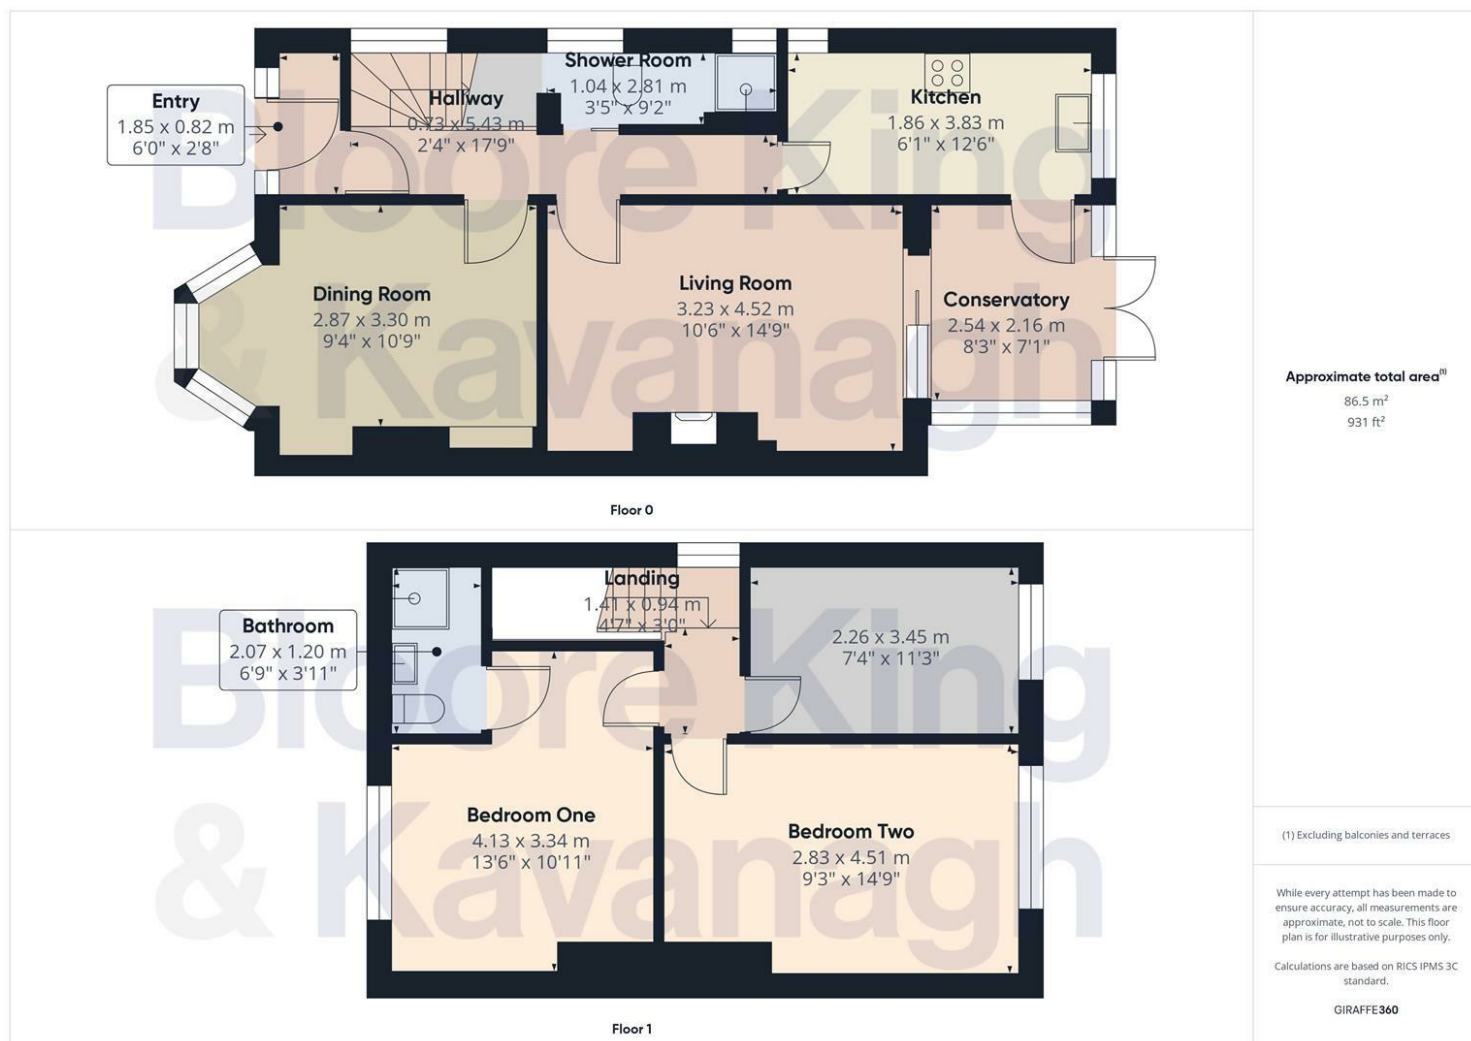 Entry
1.85 x 0.82 m
6'0" x 2'8"
Hallway
0.73 x 5.43 m
2'4" x 17'9"
Shower Room
1.04 x 2.81 m
3'5" x 9'2"
Kitchen
1.86 x 3.83 m
6'1" x 12'6"
Dining Room
2.87 x 3.30 m
9'4" x 10'9"
Living Room
3.23 x 4.52 m
10'6" x 14'9"
Conservatory
2.54 x 2.16 m
8'3" x 7'1"
Bloore King
& Kavanagh
Floor 0
Landing
1.41 x 0.94 m
4'7" x 3'0"
Bathroom
2.07 x 1.20 m
6'9" x 3'11"
2.26 x 3.45 m
7'4" x 11'3"
Bedroom One
4.13 x 3.34 m
13'6" x 10'11"
Bedroom Two
2.83 x 4.51 m
9'3" x 14'9"
Bloore King
& Kavanagh
Floor 1
Approximate total area⁽¹⁾
86.5 m²
931 ft²
(1) Excluding balconies and terraces
While every attempt has been made to
ensure accuracy, all measurements are
approximate, not to scale. This floor
plan is for illustrative purposes only.
Calculations are based on RICS IPMS 3C
standard.
GIRAFFE360